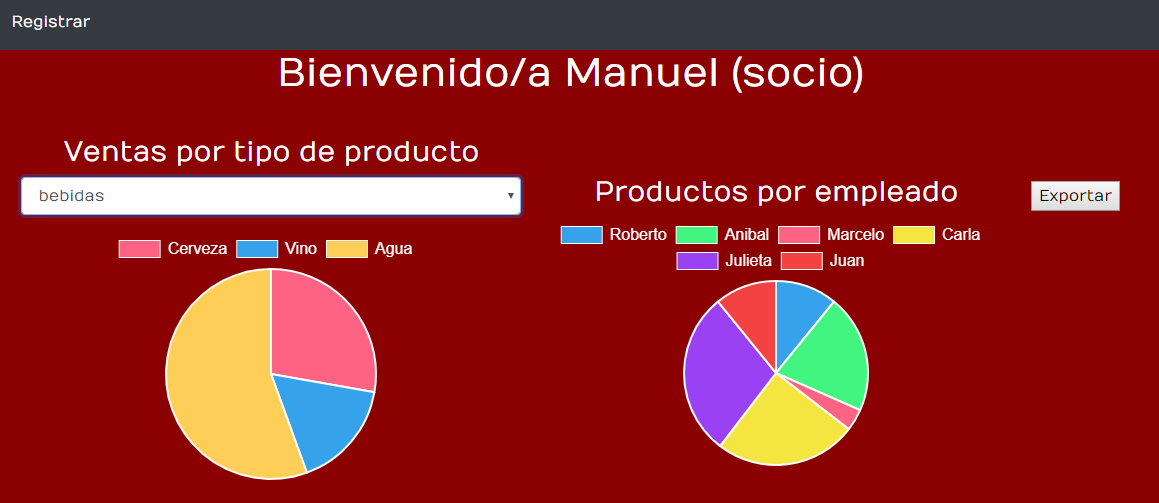 Registrar
Bienvenido/a Manuel (socio)
Ventas por tipo de producto
bebidas
Cerveza Vino Agua
Productos por empleado
Roberto Anibal Marcelo Carla
Julieta Juan
Exportar